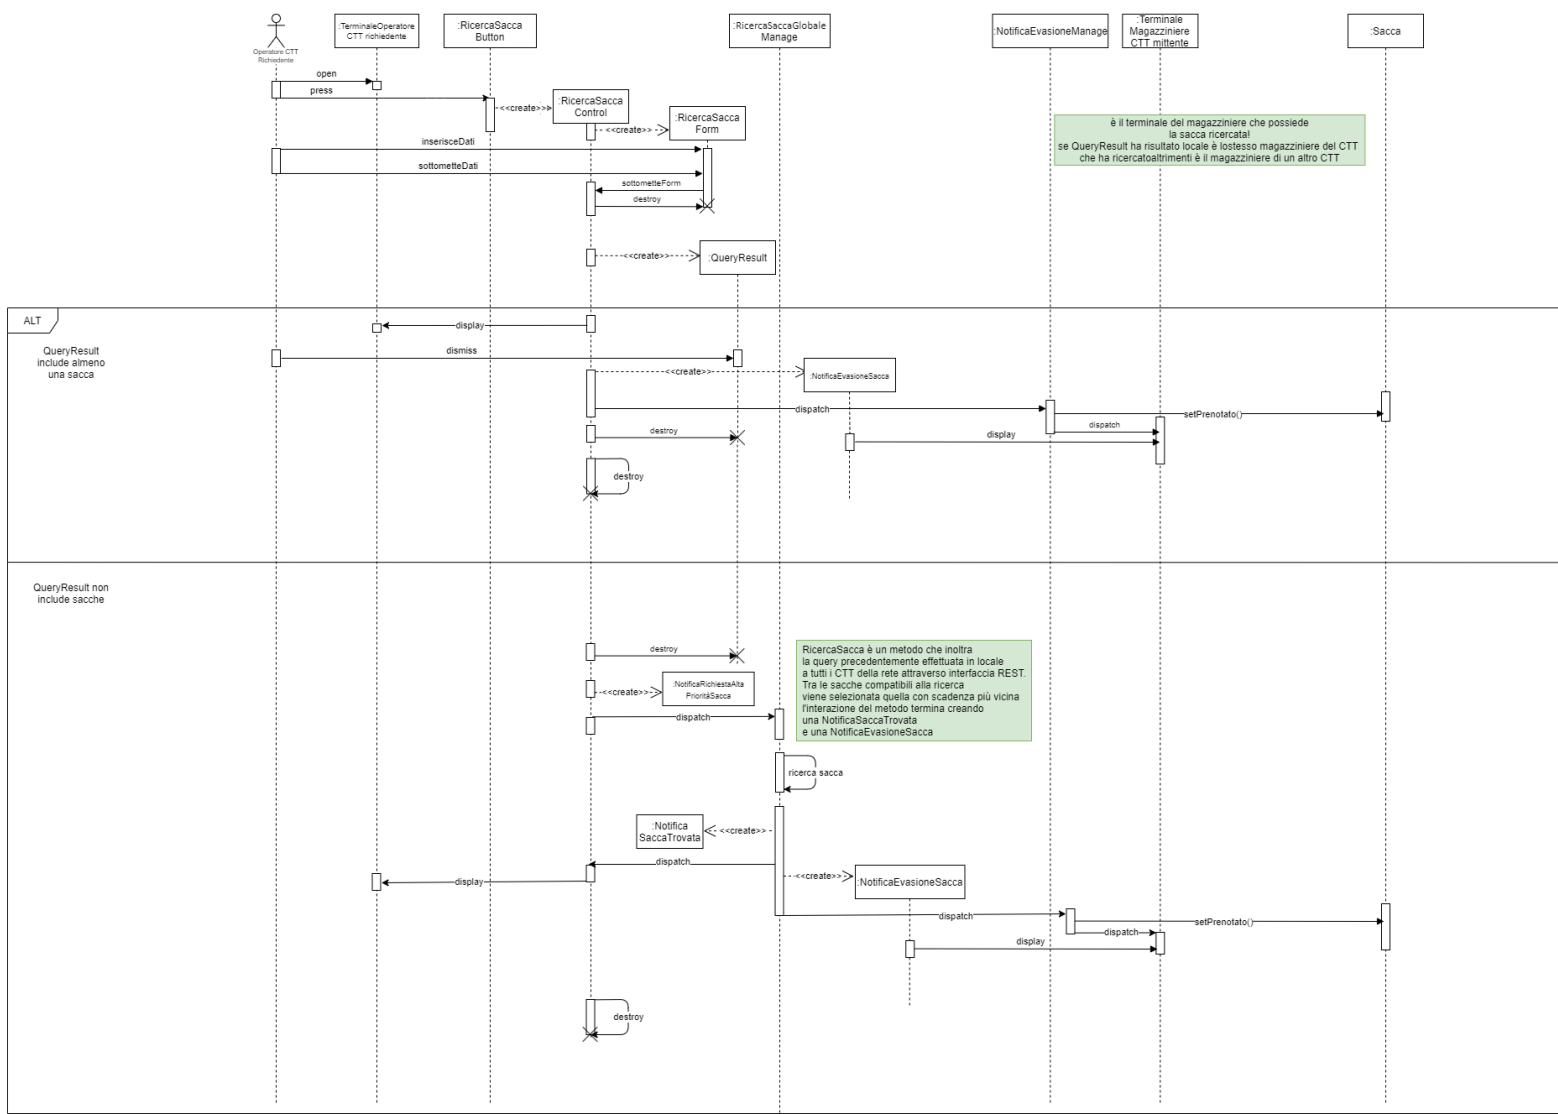 :TerminaleOperatore
CTT richiedente
:RicercaSacca
Button
:RicercaSaccaGlobale
Manage
:NotificaEvasioneManage
:Terminale
Magazziniere
CTT mittente
:Sacca
Operatore CTT
Richiedente
open
press
<<create>>
:RicercaSacca
Control
<<create>>
:RicercaSacca
Form
è il terminale del magazziniere che possiede
la sacca ricercata!
se QueryResult ha risultato locale è lostesso magazziniere del CTT
che ha ricercatoaltrimenti è il magazziniere di un altro CTT
inserisceDati
sottometteDati
sottometteForm
destroy
<<create>>
:QueryResult
ALT
display
QueryResult
include almeno
una sacca
dismiss
<<create>>
:NotificaEvasioneSacca
dispatch
setPrenotato()
destroy
dispatch
display
destroy
QueryResult non
include sacche
destroy
RicercaSacca è un metodo che inoltra
la query precedentemente effettuata in locale
a tutti i CTT della rete attraverso interfaccia REST.
Tra le sacche compatibili alla ricerca
viene selezionata quella con scadenza più vicina
l'interazione del metodo termina creando
una NotificaSaccaTrovata
e una NotificaEvasioneSacca
<<create>>
:NotificaRichiestaAlta
PrioritàSacca
dispatch
ricerca sacca
:Notifica
SaccaTrovata
<<create>>
dispatch
<<create>>
:NotificaEvasioneSacca
display
dispatch
setPrenotato()
dispatch
display
destroy